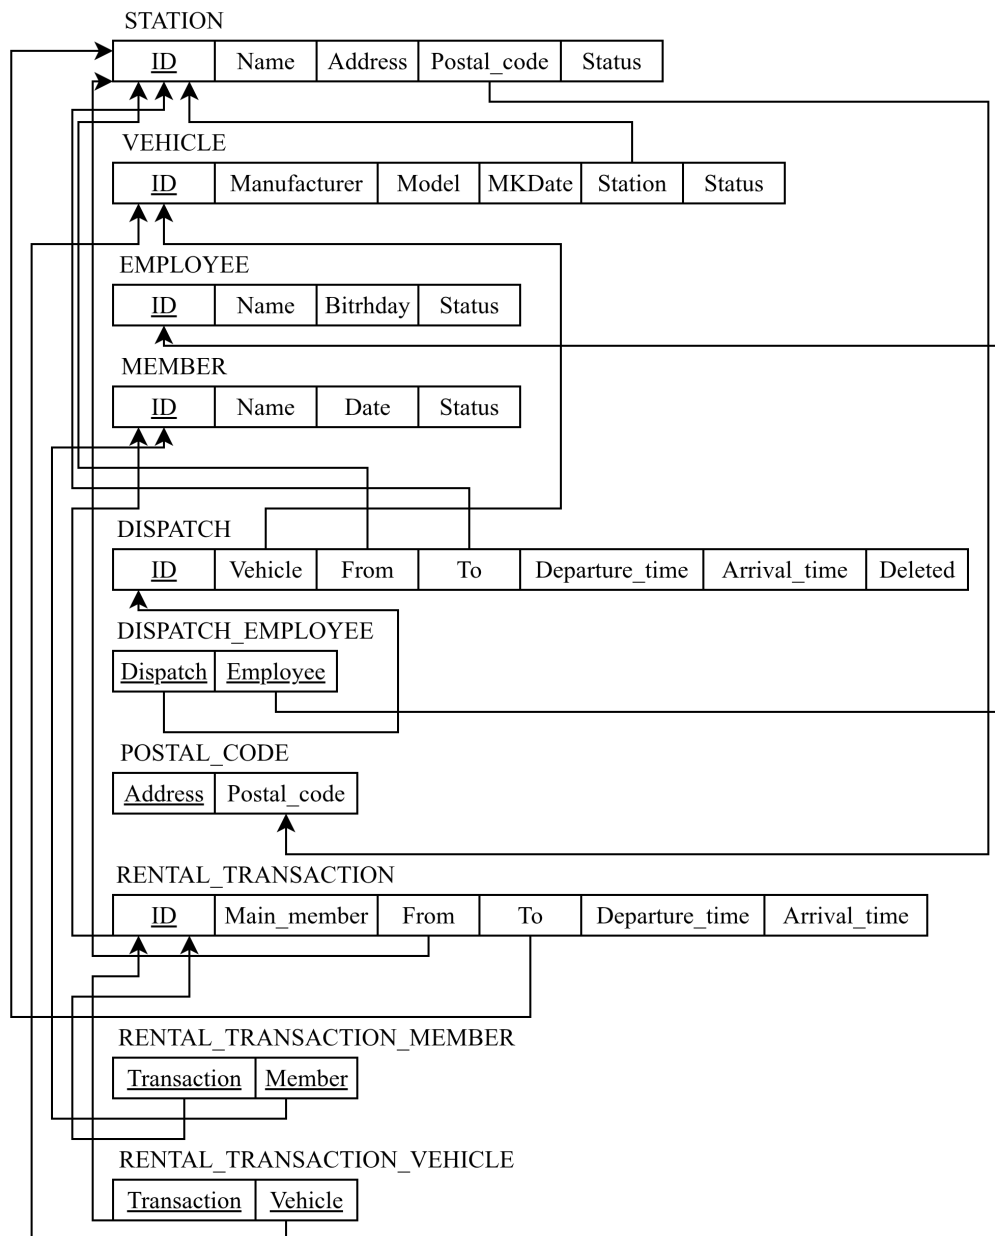 STATION
ID Name Address Postal_code Status
VEHICLE
ID Manufacturer Model MKDate Station Status
EMPLOYEE
ID Name Bitrhday Status
MEMBER
ID Name Date Status
DISPATCH
ID Vehicle From To Departure_time Arrival_time Deleted
DISPATCH_EMPLOYEE
Dispatch Employee
POSTAL_CODE
Address Postal_code
RENTAL_TRANSACTION
ID Main_member From To Departure_time Arrival_time
RENTAL_TRANSACTION_MEMBER
Transaction Member
RENTAL_TRANSACTION_VEHICLE
Transaction Vehicle